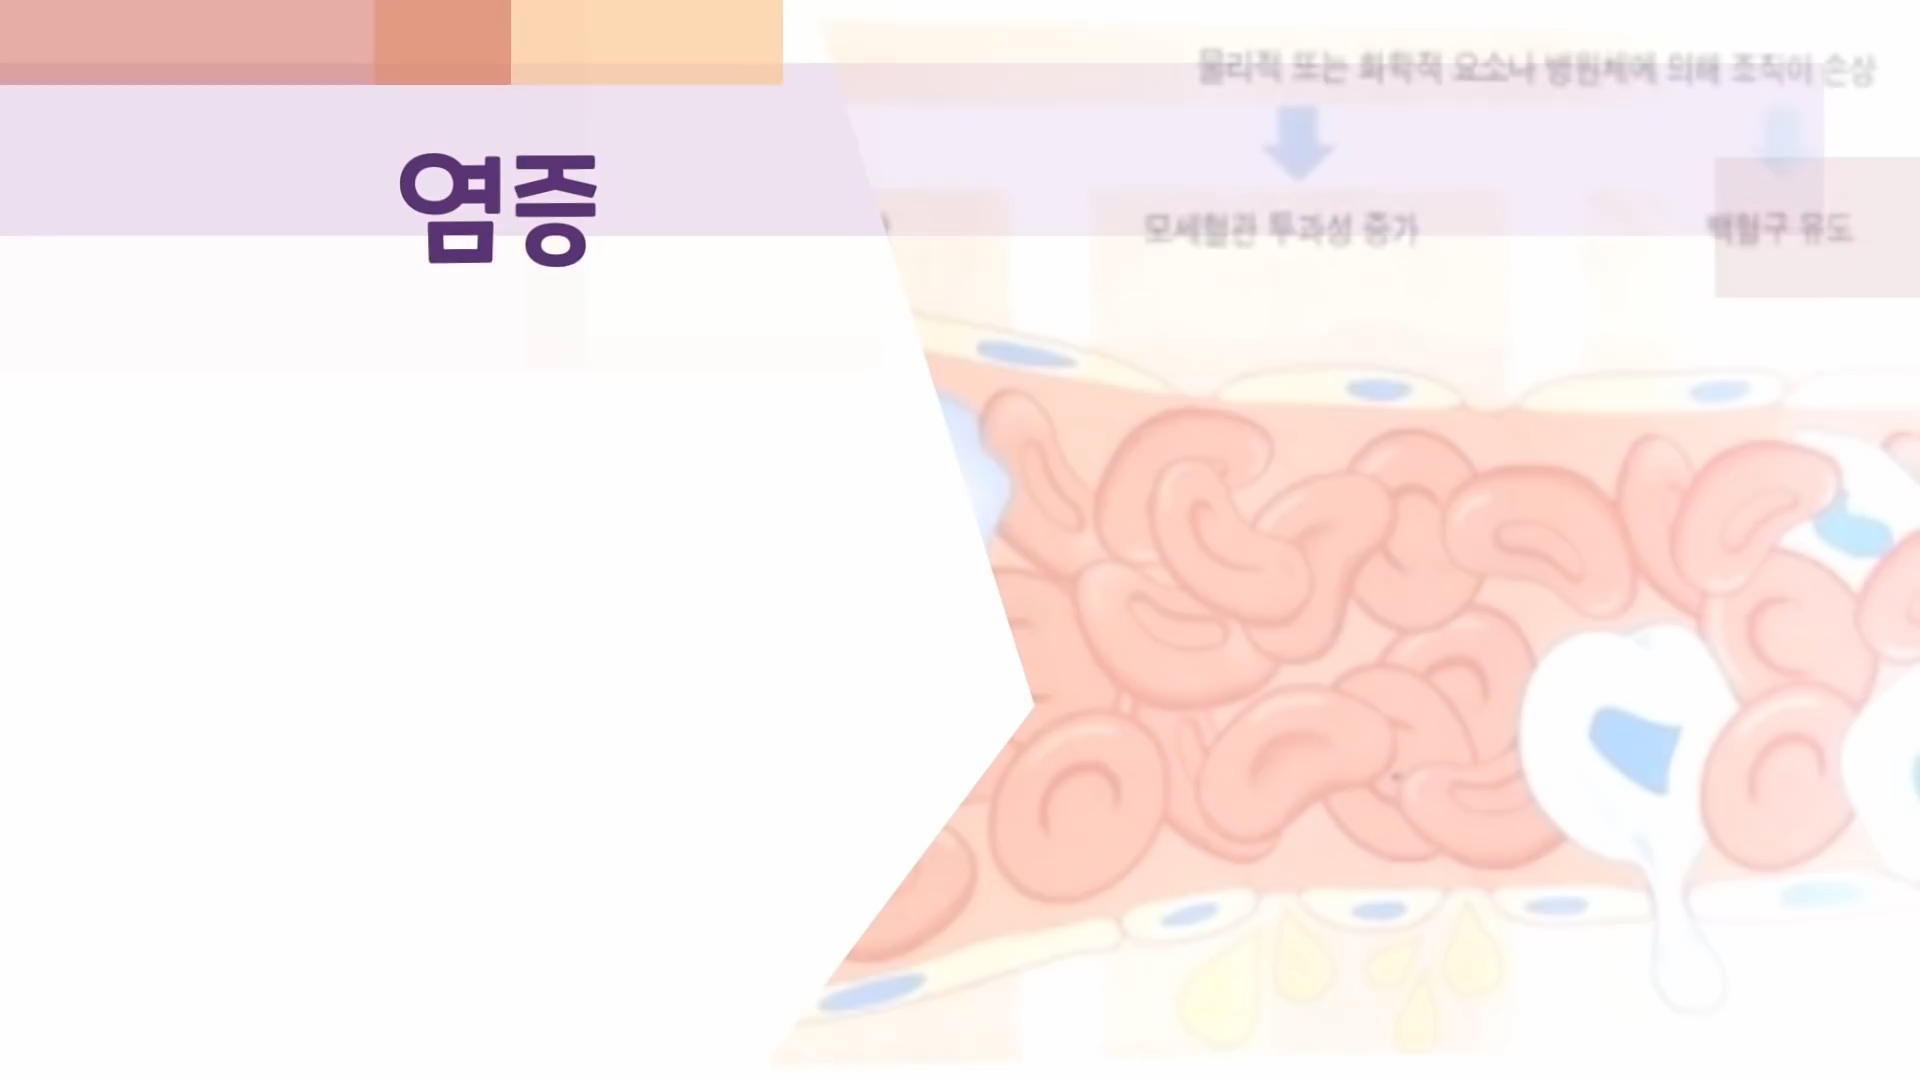 염증
물리적 또는 화학적 요소나 병원체에 의해 조직이 손상
모세혈관 투과성 증가
백혈구 유도